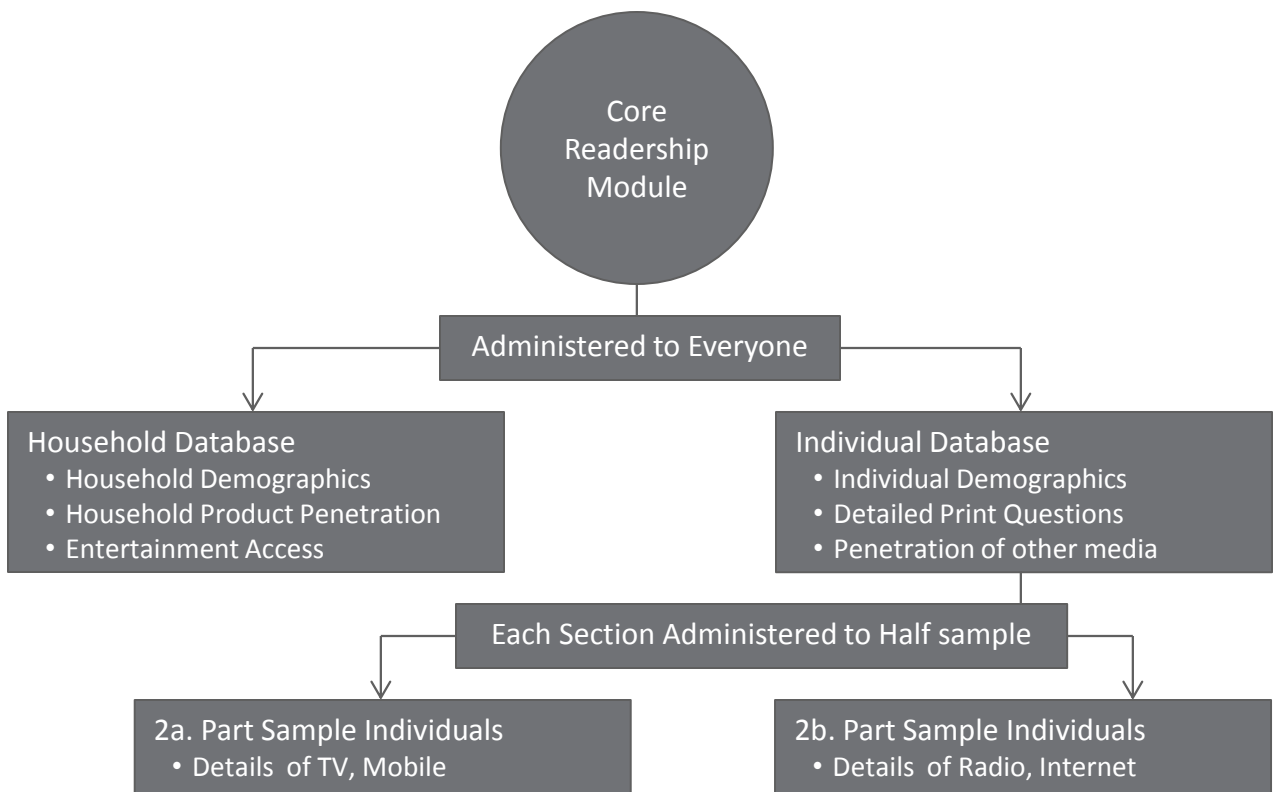 Core
Readership
Module
Administered to Everyone
Household Database
• Household Demographics
• Household Product Penetration
• Entertainment Access
Individual Database
• Individual Demographics
• Detailed Print Questions
• Penetration of other media
Each Section Administered to Half sample
2a. Part Sample Individuals
• Details of TV, Mobile
2b. Part Sample Individuals
• Details of Radio, Internet